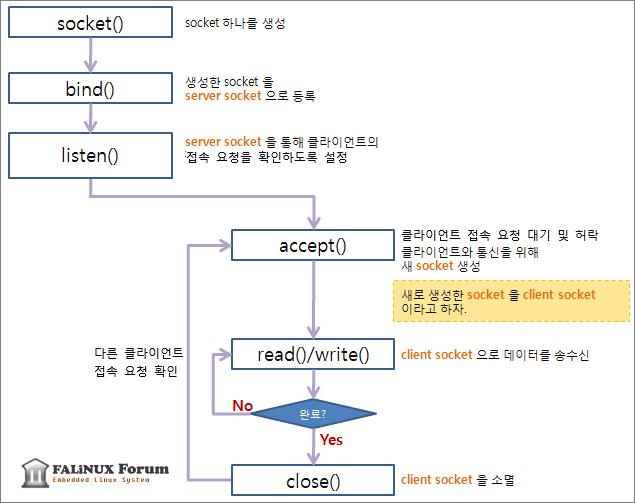 socket()
socket 하나를 생성
bind()
생성한 socket 을
server socket 으로 등록
listen()
server socket 을 통해 클라이언트의
접속 요청을 확인하도록 설정
accept()
클라이언트 접속 요청 대기 및 허락
클라이언트와 통신을 위해
새 socket 생성
새로 생성한 socket 을 client socket
이라고 하자.
다른 클라이언트
접속 요청 확인
read()/write()
client socket 으로 데이터를 송수신
No
완료?
Yes
close()
client socket 을 소멸
FALINUX Forum
Embedded Linux System